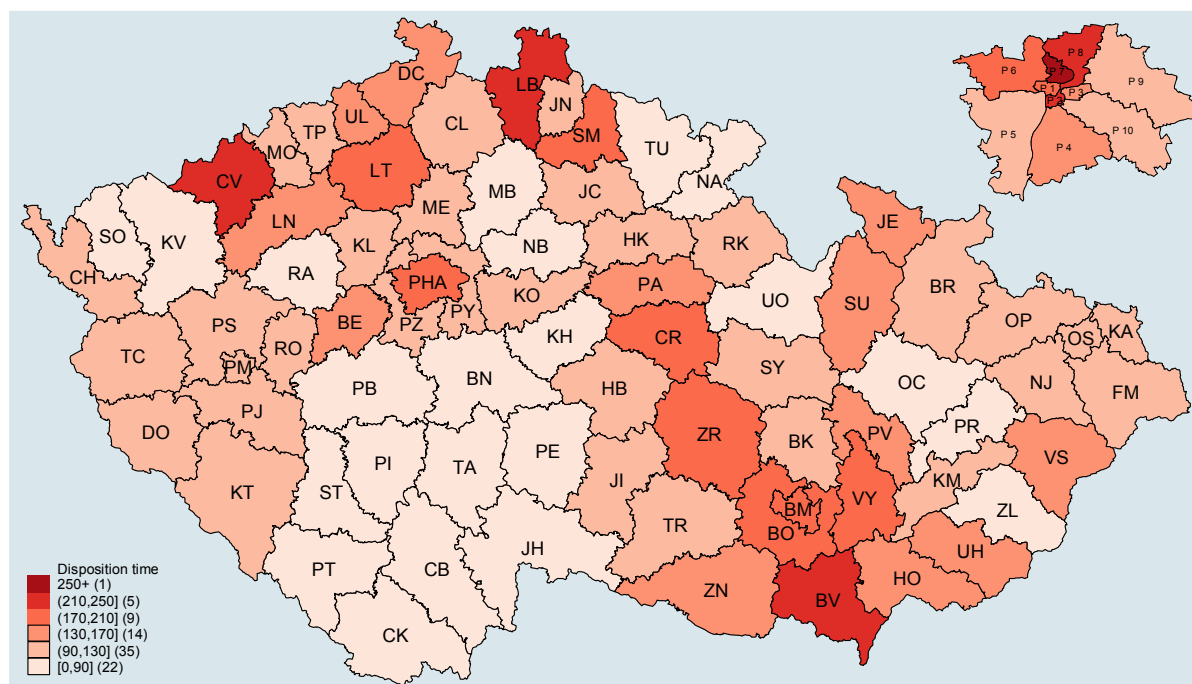 DC
LB
P 8
P 6
P 7
P 9
P 1
P 3
P 2
P 5
P 10
P 4
JN
UL
TP
CL
SM
MO
TU
LT
CV
NA
MB
JC
ME
LN
JE
SO
KV
KL
NB
HK
RK
RA
CH
PHA
KO
PA
UO
SU
BR
PS
BE
PZ
PY
OP
KA
TC
RO
KH
CR
OS
PM
SY
BN
HB
OC
NJ
FM
PB
PJ
DO
PR
ZR
BK
PV
PE
VS
PI
TA
KT
ST
JI
KM
VY
BM
ZL
TR
BO
JH
UH
PT
CB
HO
ZN
BV
CK
Disposition time
250+ (1)
(210,250] (5)
(170,210] (9)
(130,170] (14)
(90,130] (35)
[0,90] (22)